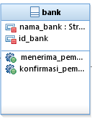 bank
nama_bank : Str...
id_bank
menerima_pem...
konfirmasi_pem...